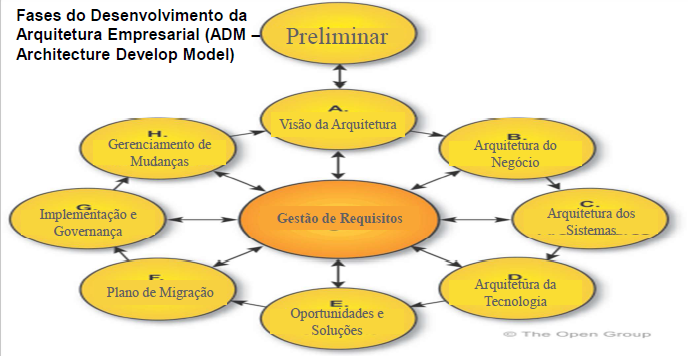 Fases do Desenvolvimento da
Arquitetura Empresarial (ADM –
Architecture Develop Model)
Preliminar
A.
Visão da Arquitetura
H.
Gerenciamento de
Mudanças
B.
Arquitetura do
Negócio
G.
Implementação e
Governança
Gestão de Requisitos
C.
Arquitetura dos
Sistemas
F.
Plano de Migração
D.
Arquitetura da
Tecnologia
E.
Oportunidades e
Soluções
© The Open Group